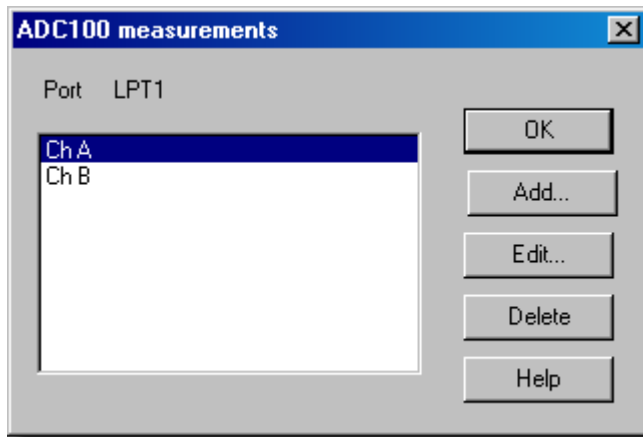 ADC100 measurements
Port LPT1
Ch A
Ch B
OK
Add...
Edit...
Delete
Help